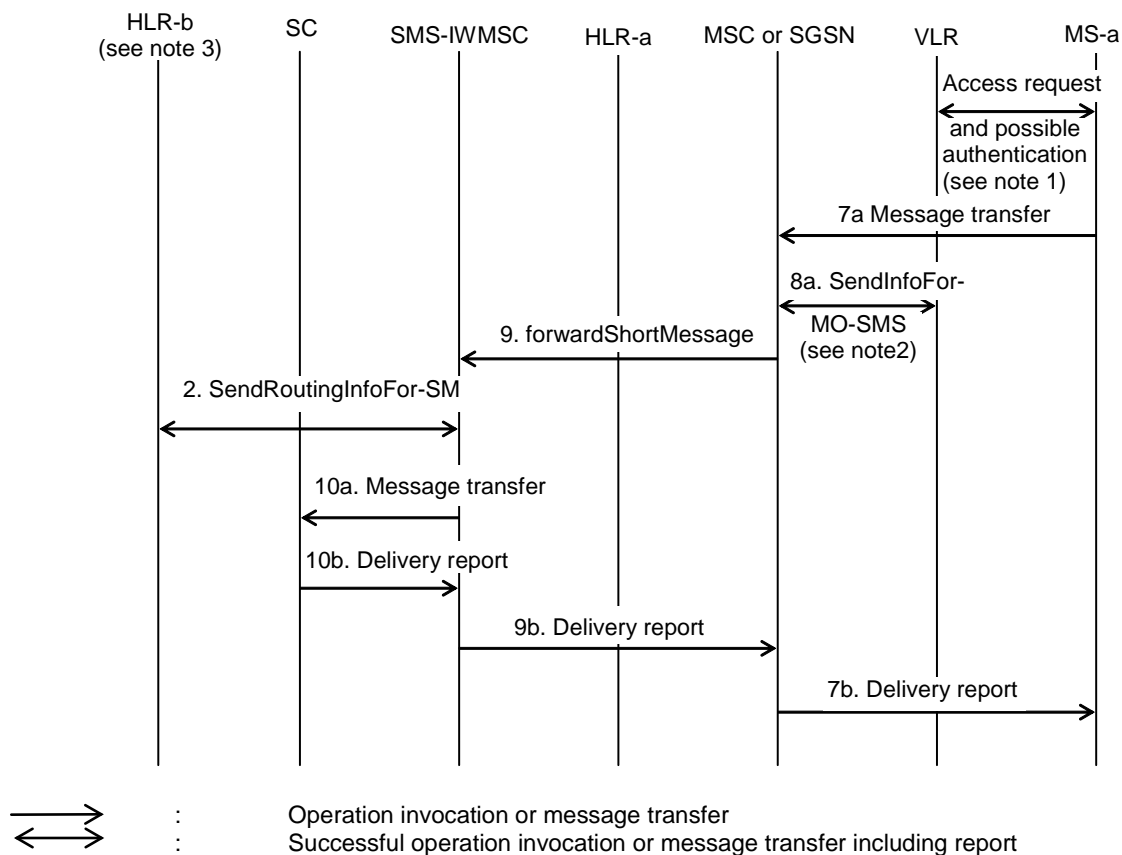 HLR-b
(see note 3)
SC
SMS-IWMSC
HLR-a
MSC or SGSN
VLR
MS-a
Access request
and possible
authentication
(see note 1)
7a Message transfer
8a. SendInfoFor-
MO-SMS
(see note2)
9. forwardShortMessage
2. SendRoutingInfoFor-SM
10a. Message transfer
10b. Delivery report
9b. Delivery report
7b. Delivery report
: Operation invocation or message transfer
: Successful operation invocation or message transfer including report